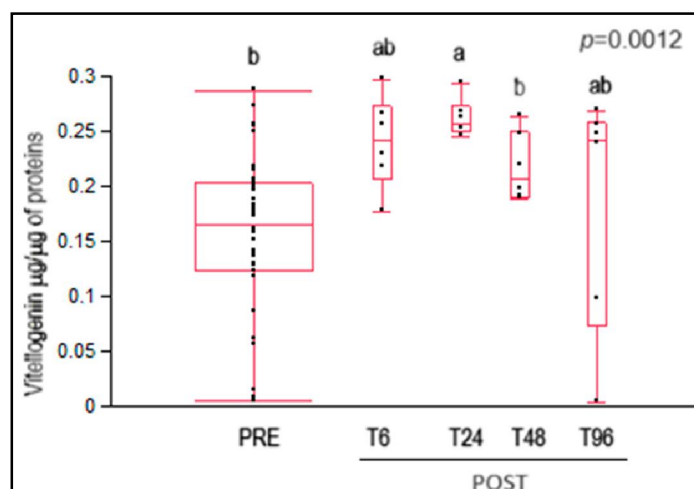 p=0.0012
b
ab
a
b
ab
Vitellogenin µg/µg of proteins
0.3
0.25
0.2
0.15
0.1
0.05
0
PRE
T6
T24
T48
T96
POST